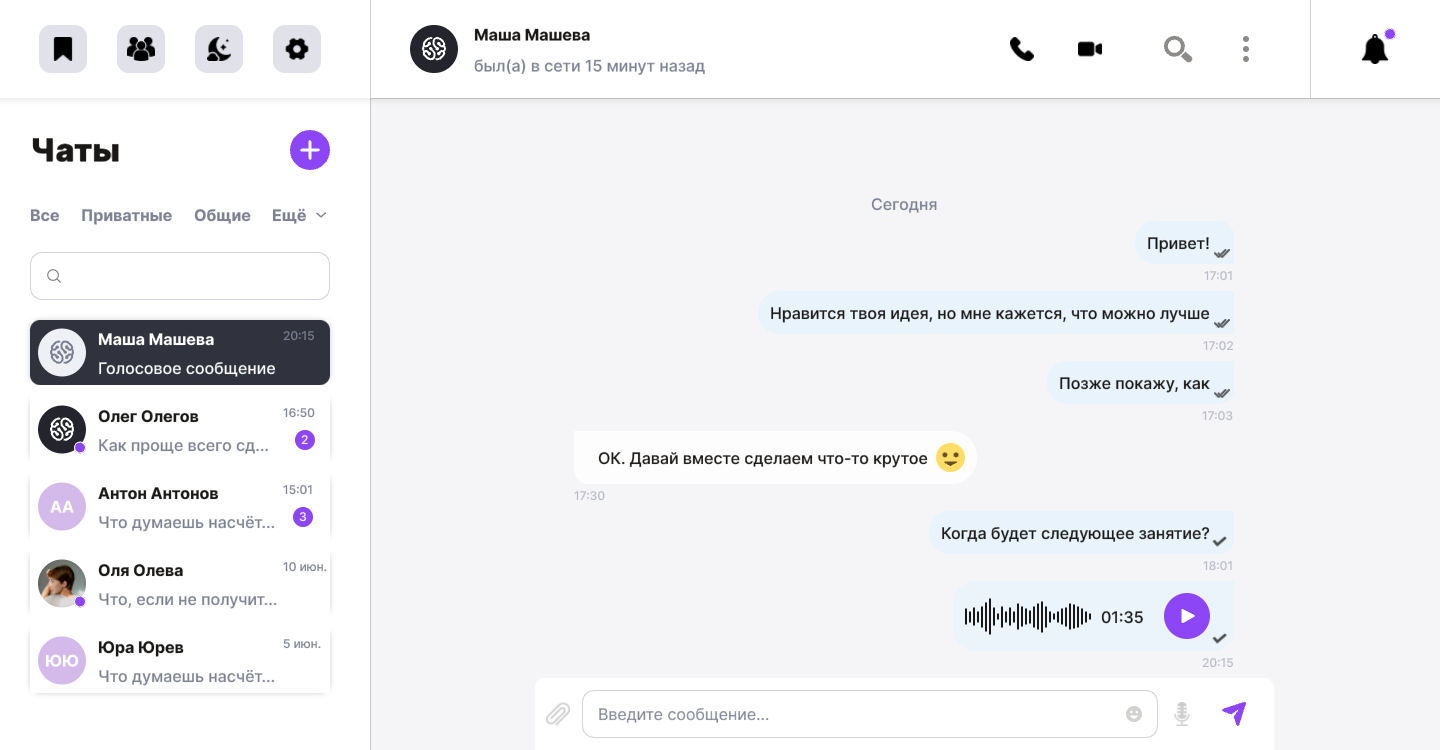 Маша Машева
был(а) в сети 15 минут назад
Чаты
Все Приватные Общие Ещё
Маша Машева 20:15
Голосовое сообщение
Олег Олегов 16:50
Как проще всего сд... 2
АА
Антон Антонов 15:01
Что думаешь насчёт... 3
Оля Олева 10 июн.
Что, если не получит...
ЮЮ
Юра Юрев 5 июн.
Что думаешь насчёт...
Сегодня
Привет!
17:01
Нравится твоя идея, но мне кажется, что можно лучше
17:02
Позже покажу, как
17:03
ОК. Давай вместе сделаем что-то крутое
17:30
Когда будет следующее занятие?
18:01
01:35
20:15
Введите сообщение...